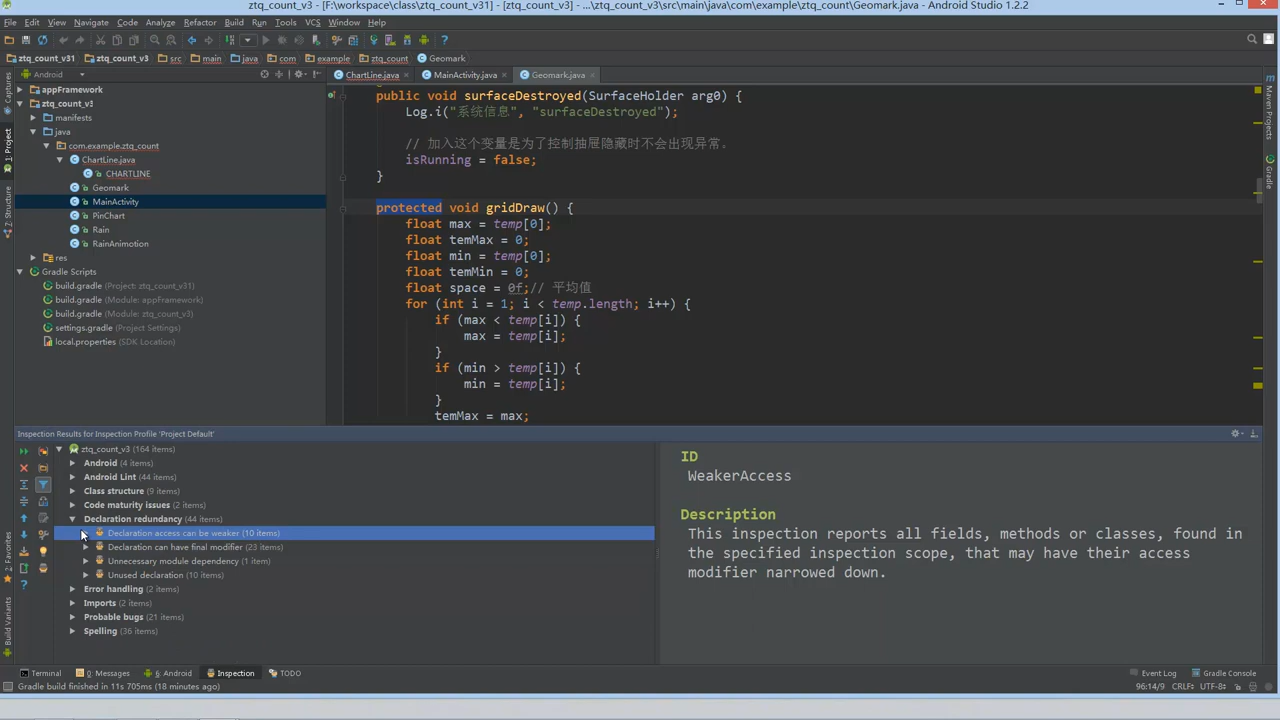 ztq_count_v3 - [F:\workspace\class\ztq_count_v31] - [ztq_count_v3] - ...\ztq_count_v3\src\main\java\com\example\ztq_count\Geomark.java - Android Studio 1.2.2
File Edit View Navigate Code Analyze Refactor Build Run Tools VCS Window Help
ztq_count_v31 ztq_count_v3 src main java com example ztq_count Geomark.java
Android
ChartLine.java MainActivity.java Geomark.java
Captures
1: Project
7: Structure
2: Favorites
Build Variants
Maven Projects
Gradle
appFramework
ztq_count_v3
manifests
java
com.example.ztq_count
ChartLine.java
CHARTLINE
Geomark
MainActivity
PinChart
Rain
RainAnimotion
res
Gradle Scripts
build.gradle (Project: ztq_count_v31)
build.gradle (Module: appFramework)
build.gradle (Module: ztq_count_v3)
settings.gradle (Project Settings)
local.properties (SDK Location)
public void surfaceDestroyed(SurfaceHolder arg0) {
Log.i("系统信息", "surfaceDestroyed");
// 加入这个变量是为了控制抽屉隐藏时不会出现异常。
isRunning = false;
}
protected void gridDraw() {
float max = temp[0];
float temMax = 0;
float min = temp[0];
float temMin = 0;
float space = 0f;// 平均值
for (int i = 1; i < temp.length; i++) {
if (max < temp[i]) {
max = temp[i];
}
if (min > temp[i]) {
min = temp[i];
}
temMax = max;
Inspection Results for Inspection Profile 'Project Default'
ztq_count_v3 (164 items)
Android (4 items)
Android Lint (44 items)
Class structure (9 items)
Code maturity issues (2 items)
Declaration redundancy (44 items)
Declaration access can be weaker (10 items)
Declaration can have final modifier (23 items)
Unnecessary module dependency (1 item)
Unused declaration (10 items)
Error handling (2 items)
Imports (2 items)
Probable bugs (21 items)
Spelling (36 items)
ID
WeakerAccess
Description
This inspection reports all fields, methods or classes, found in
the specified inspection scope, that may have their access
modifier narrowed down.
Terminal 0: Messages 6: Android Inspection TODO Event Log Gradle Console
Gradle build finished in 11s 705ms (18 minutes ago) 96:14/9 CRLF÷ UTF-8÷